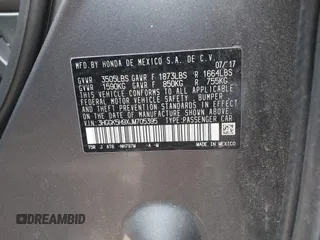 MFD. BY HONDA DE MEXICO S.A. DE C.V.
07/'17
GVWR 3505LBS GAWR F 1873LBS R 1664LBS
GVWR 1590KG GAWR F 850KG R 755KG
THIS VEHICLE CONFORMS TO ALL APPLICABLE
FEDERAL MOTOR VEHICLE SAFETY, BUMPER
AND THEFT PREVENTION STANDARDS IN EFFECT
ON THE DATE OF MANUFACTURE SHOWN ABOVE.
V.I.N: TYPE: PASSENGER CAR
MADE IN MEXICO
DREAMBID